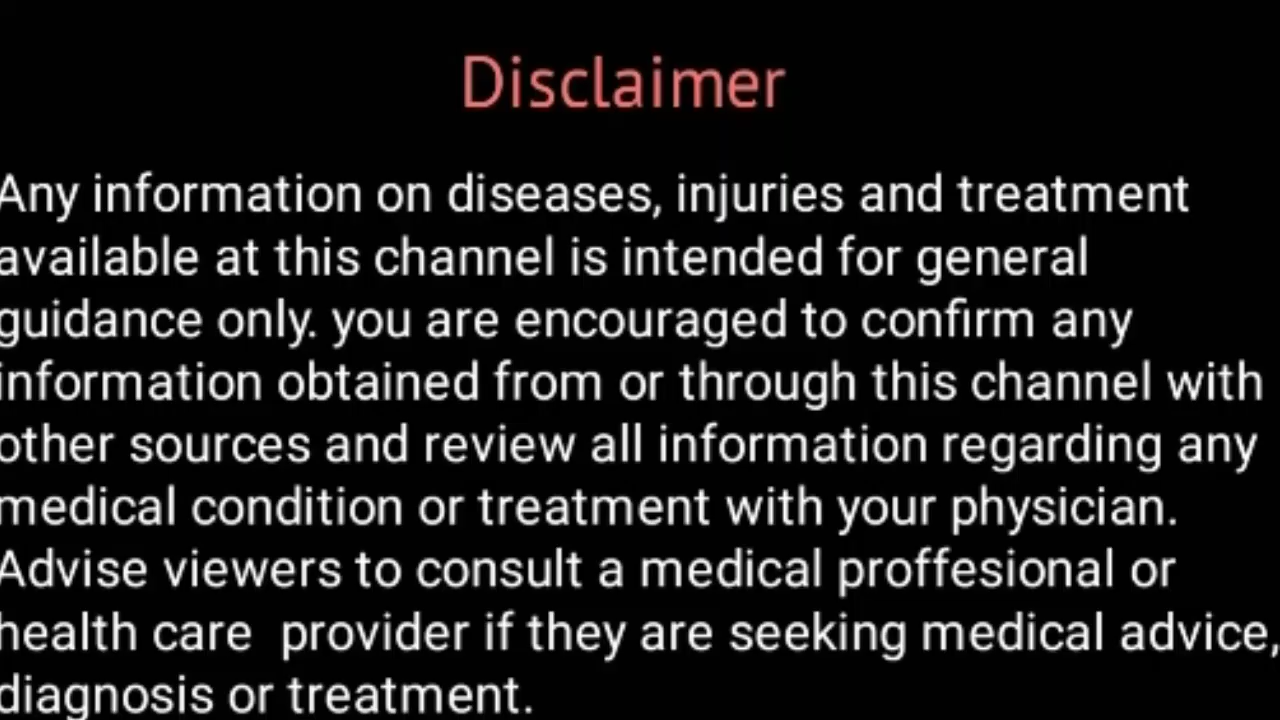 Disclaimer
Any information on diseases, injuries and treatment
available at this channel is intended for general
guidance only. you are encouraged to confirm any
information obtained from or through this channel with
other sources and review all information regarding any
medical condition or treatment with your physician.
Advise viewers to consult a medical proffesional or
health care  provider if they are seeking medical advice,
diagnosis or treatment.